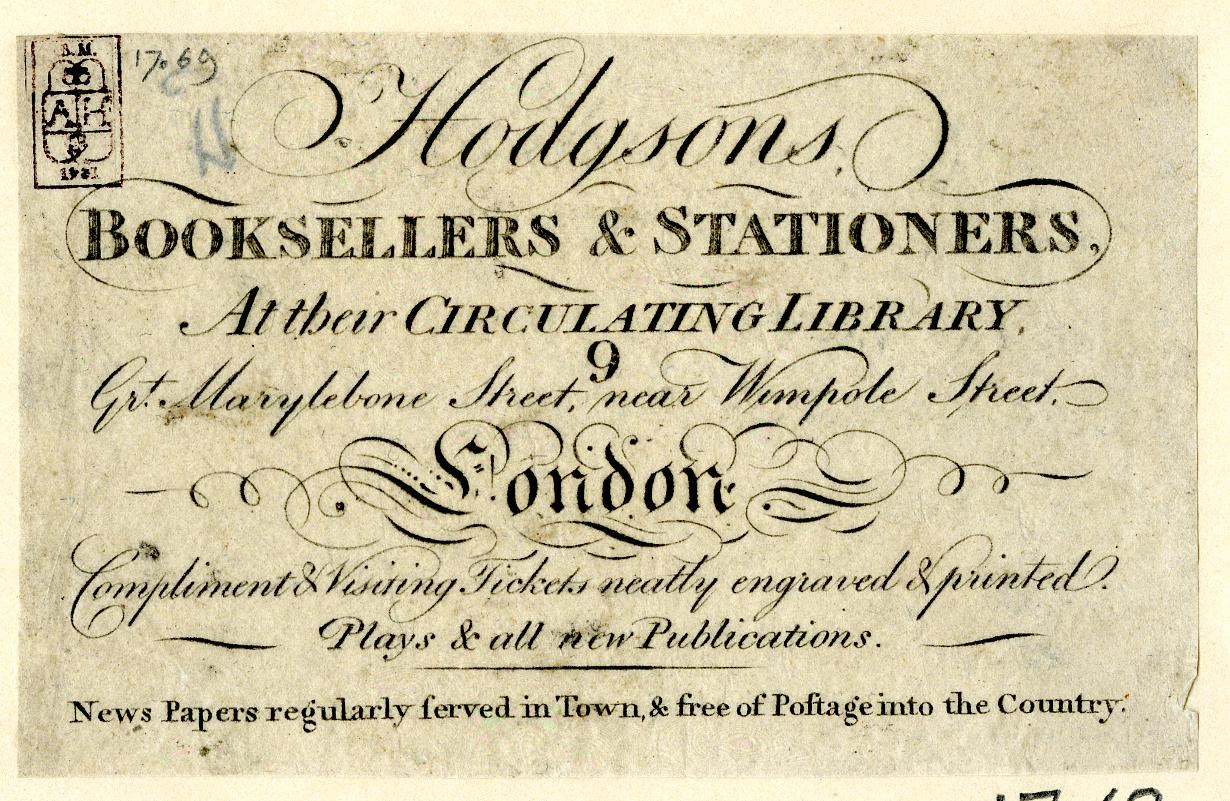 B.M.
A H
1941
17.69
Hodgsons,
BOOKSELLERS & STATIONERS,
At their CIRCULATING LIBRARY,
9
Grt. Marylebone Street, near Wimpole Street.
London
Compliment & Visiting Tickets neatly engraved & printed.
Plays & all new Publications.
News Papers regularly ſerved in Town, & free of Poſtage into the Country.